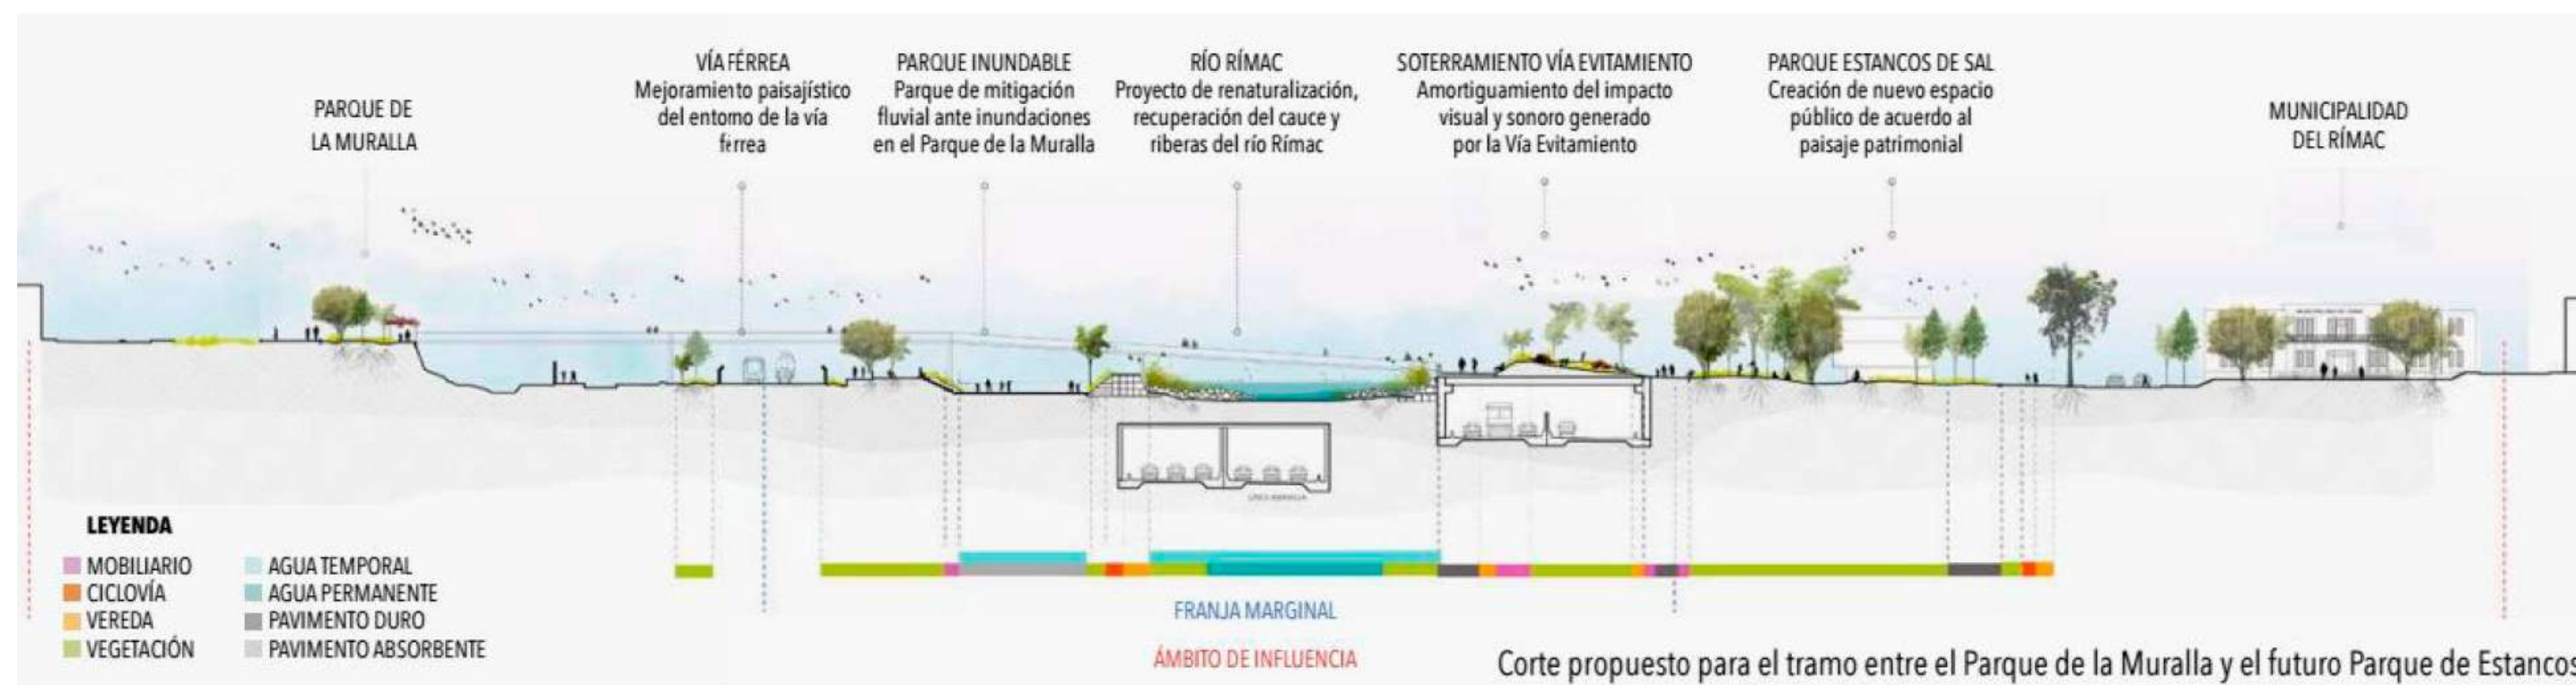 PARQUE DE
LA MURALLA
VÍA FÉRREA
Mejoramiento paisajístico
del entorno de la vía
férrea
PARQUE INUNDABLE
Parque de mitigación
fluvial ante inundaciones
en el Parque de la Muralla
RÍO RÍMAC
Proyecto de renaturalización,
recuperación del cauce y
riberas del río Rímac
SOTERRAMIENTO VÍA EVITAMIENTO
Amortiguamiento del impacto
visual y sonoro generado
por la Vía Evitamiento
PARQUE ESTANCOS DE SAL
Creación de nuevo espacio
público de acuerdo al
paisaje patrimonial
MUNICIPALIDAD
DEL RÍMAC
LEYENDA
MOBILIARIO
CICLOVÍA
VEREDA
VEGETACIÓN
AGUA TEMPORAL
AGUA PERMANENTE
PAVIMENTO DURO
PAVIMENTO ABSORBENTE
FRANJA MARGINAL
ÁMBITO DE INFLUENCIA
Corte propuesto para el tramo entre el Parque de la Muralla y el futuro Parque de Estancos